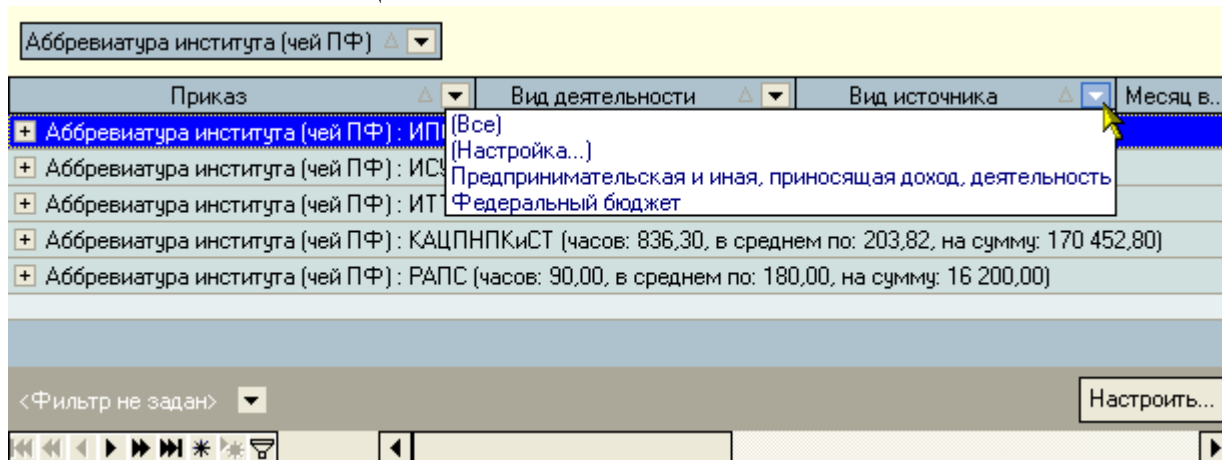 Аббревиатура института (чей ПФ)
Приказ Вид деятельности Вид источника Месяц в...
Аббревиатура института (чей ПФ) :
(Все)
(Настройка...)
Аббревиатура института (чей ПФ) :
Предпринимательская и иная, приносящая доход, деятельность
Аббревиатура института (чей ПФ) :
Федеральный бюджет
Аббревиатура института (чей ПФ) : КАЦПНПКиСТ (часов: 836,30, в среднем по: 203,82, на сумму: 170 452,80)
Аббревиатура института (чей ПФ) : РАПС (часов: 90,00, в среднем по: 180,00, на сумму: 16 200,00)
<Фильтр не задан>
Настроить...